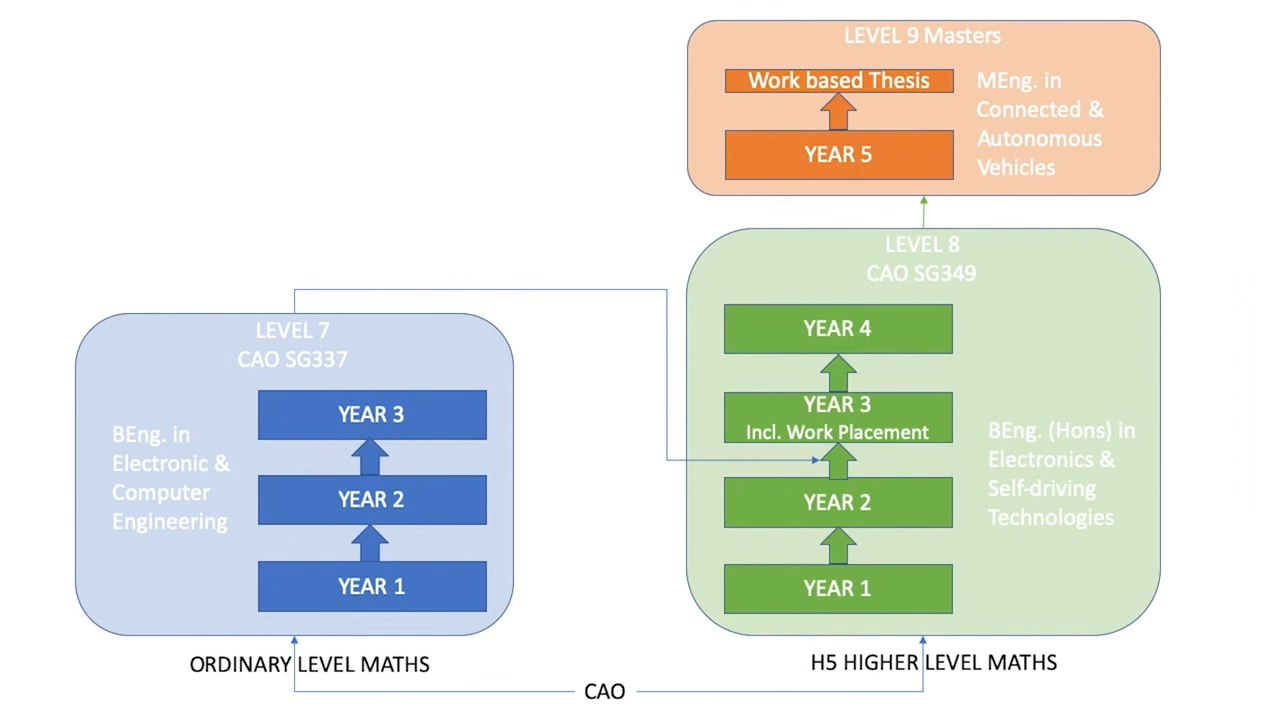 LEVEL 9 Masters
Work based Thesis
YEAR 5
MEng. in
Connected &
Autonomous
Vehicles
LEVEL 7
CAO SG337
BEng. in
Electronic &
Computer
Engineering
YEAR 3
YEAR 2
YEAR 1
ORDINARY LEVEL MATHS
LEVEL 8
CAO SG349
YEAR 4
YEAR 3
Incl. Work Placement
YEAR 2
YEAR 1
BEng. (Hons) in
Electronics &
Self-driving
Technologies
H5 HIGHER LEVEL MATHS
CAO